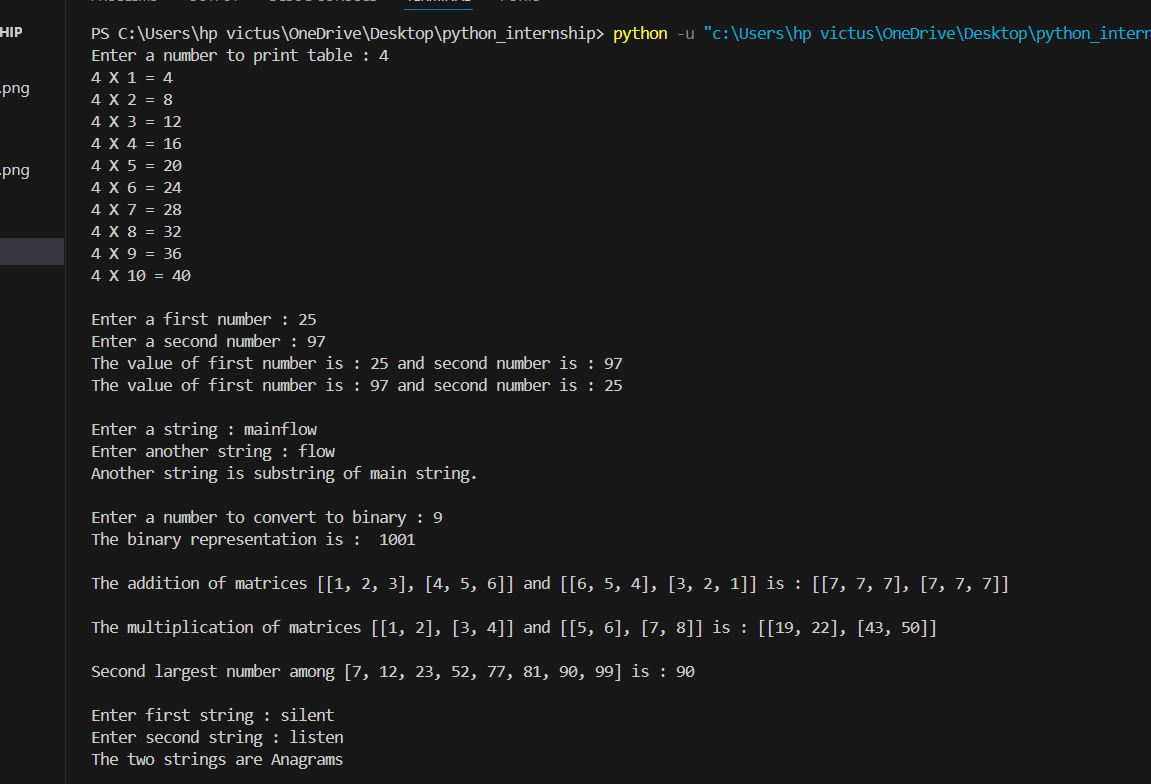 TERMINAL
HIP
.png
.png
PS C:\Users\hp victus\OneDrive\Desktop\python_internship> python -u "c:\Users\hp victus\OneDrive\Desktop\python_intern
Enter a number to print table : 4
4 X 1 = 4
4 X 2 = 8
4 X 3 = 12
4 X 4 = 16
4 X 5 = 20
4 X 6 = 24
4 X 7 = 28
4 X 8 = 32
4 X 9 = 36
4 X 10 = 40
Enter a first number : 25
Enter a second number : 97
The value of first number is : 25 and second number is : 97
The value of first number is : 97 and second number is : 25
Enter a string : mainflow
Enter another string : flow
Another string is substring of main string.
Enter a number to convert to binary : 9
The binary representation is :  1001
The addition of matrices [[1, 2, 3], [4, 5, 6]] and [[6, 5, 4], [3, 2, 1]] is : [[7, 7, 7], [7, 7, 7]]
The multiplication of matrices [[1, 2], [3, 4]] and [[5, 6], [7, 8]] is : [[19, 22], [43, 50]]
Second largest number among [7, 12, 23, 52, 77, 81, 90, 99] is : 90
Enter first string : silent
Enter second string : listen
The two strings are Anagrams